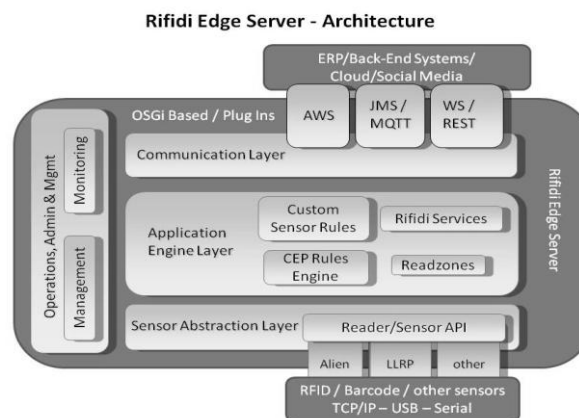 Rifidi Edge Server - Architecture
ERP/Back-End Systems/
Cloud/Social Media
OSGi Based / Plug Ins
AWS
JMS /
MQTT
WS /
REST
Communication Layer
Operations, Admin & Mgmt
Monitoring
Management
Rifidi Edge Server
Application
Engine Layer
Custom
Sensor Rules
Rifidi Services
CEP Rules
Engine
Readzones
Sensor Abstraction Layer
Reader/Sensor API
Alien
LLRP
other
RFID / Barcode / other sensors
TCP/IP – USB – Serial